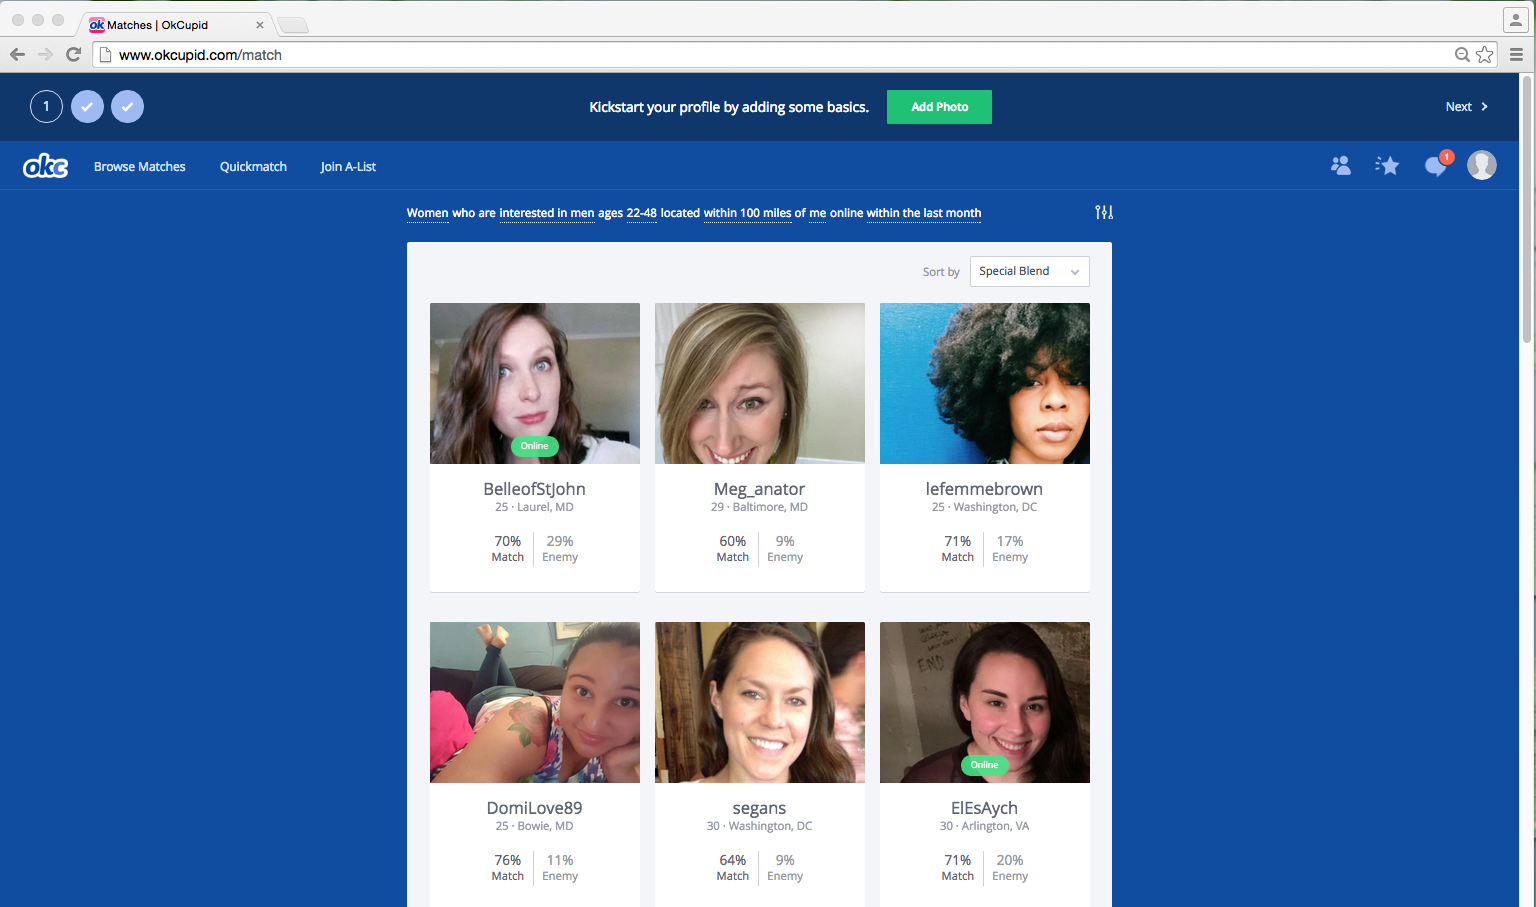 ok Matches | OkCupid
www.okcupid.com/match
1
Kickstart your profile by adding some basics.
Add Photo
Next
okc
Browse Matches
Quickmatch
Join A-List
1
Women who are interested in men ages 22-48 located within 100 miles of me online within the last month
Sort by
Special Blend
Online
BelleofStJohn
25 · Laurel, MD
70% 29%
Match Enemy
Meg_anator
29 · Baltimore, MD
60% 9%
Match Enemy
lefemmebrown
25 · Washington, DC
71% 17%
Match Enemy
DomiLove89
25 · Bowie, MD
76% 11%
Match Enemy
segans
30 · Washington, DC
64% 9%
Match Enemy
END
Online
ElEsAych
30 · Arlington, VA
71% 20%
Match Enemy